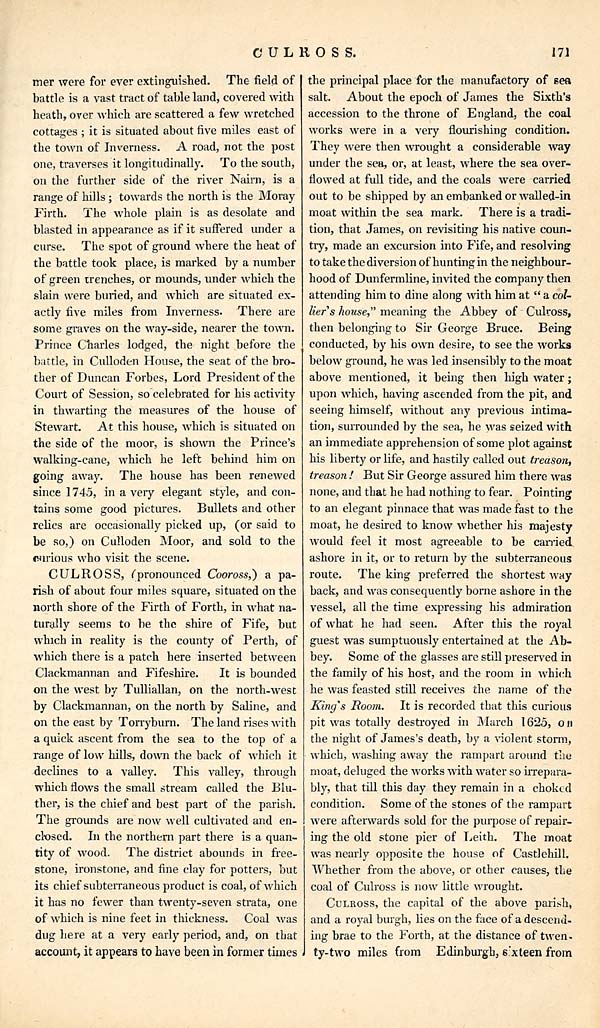 CULROSS.
171
mer were for ever extinguished. The field of
battle is a vast tract of table land, covered with
heath, over which are scattered a few wretched
cottages ; it is situated about five miles east of
the town of Inverness. A road, not the post
one, traverses it longitudinally. To the south,
on the further side of the river Nairn, is a
range of hills ; towards the north is the Moray
Firth. The whole plain is as desolate and
blasted in appearance as if it suffered under a
curse. The spot of ground where the heat of
the battle took place, is marked by a number
of green trenches, or mounds, under which the
slain were buried, and which are situated ex-
actly five miles from Inverness. There are
some graves on the way-side, nearer the town.
Prince Charles lodged, the night before the
battle, in Culloden House, the seat of the bro-
ther of Duncan Forbes, Lord President of the
Court of Session, so celebrated for his activity
in thwarting the measures of the house of
Stewart. At this house, which is situated on
the side of the moor, is shown the Prince's
walking-cane, which he left behind him on
going away. The house has been renewed
since 1745, in a very elegant style, and con-
tains some good pictures. Bullets and other
relics are occasionally picked up, (or said to
be so,) on Culloden Moor, and sold to the
curious who visit the scene.
CULROSS, (pronounced Cooross,) a pa-
rish of about four miles square, situated on the
north shore of the Firth of Forth, in what na-
turally seems to be the shire of Fife, but
which in reality is the county of Perth, of
which there is a patch here inserted between
Clackmannan and Fifeshire. It is bounded
on the west by Tulliallan, on the north-west
by Clackmannan, on the north by Saline, and
on the east by Torryburn. The land rises with
a quick ascent from the sea to the top of a
range of low hills, down the back of which it
declines to a valley. This valley, through
which flows the small stream called the Blu-
ther, is the chief and best part of the parish.
The grounds are now well cultivated and en-
closed. In the northern part there is a quan-
tity of wood. The district abounds in free-
stone, ironstone, and fine clay for potters, but
its chief subterraneous product is coal, of which
it has no fewer than twenty-seven strata, one
of which is nine feet in thickness. Coal was
dug here at a very early period, and, on that
account, it appears to have been in former times
the principal place for the manufactory of sea
salt. About the epoch of James the Sixth's
accession to the throne of England, the coal
works were in a very flourishing condition.
They were then wrought a considerable way
under the sea, or, at least, where the sea over-
flowed at full tide, and the coals were carried
out to be shipped by an embanked or walled-in
moat within the sea mark. There is a tradi-
tion, that James, on revisiting his native coun-
try, made an excursion into Fife, and resolving
to take the diversion of hunting in the neighbour-
hood of Dunfermline, invited the company then
attending him to dine along with him at " a col-
lier's house," meaning the Abbey of Culross,
then belonging to Sir George Bruce. Being
conducted, by his own desire, to see the works
below ground, he was led insensibly to the moat
above mentioned, it being then high water ;
upon which, having ascended from the pit, and
seeing himself, without any previous intima-
tion, surrounded by the sea, he was seized with
an immediate apprehension of some plot against
his liberty or life, and hastily called out treason,
treason! But Sir George assured him there was
none, and that he had nothing to fear. Pointing
to an elegant pinnace that was made fast to the
moat, he desired to know whether his majesty
would feel it most agreeable to be carried
ashore in it, or to return by the subterraneous
route. The king preferred the shortest way
back, and was consequently borne ashore in the
vessel, all the time expressing his admiration
of what he had seen. After this the royal
guest was sumptuously entertained at the Ab-
bey. Some of the glasses are still preserved in
the family of his host, and the room in which
he was feasted still receives the name of the
King's Room. It is recorded that this curious
pit was totally destroyed in March 1625, on
the night of James's death, by a violent storm,
which, washing away the rampart around the
moat, deluged the works with water so irrepara-
bly, that till this day they remain in a choked
condition. Some of the stones of the rampart
were afterwards sold for the purpose of repair-
ing the old stone pier of Leith. The moat
was nearly opposite the house of Castlehill.
Whether from the above, or other causes, the
coal of Culross is now little wrought.
CULROSS, the capital of the above parish,
and a royal burgh, lies on the face of a descend-
ing brae to the Forth, at the distance of twen-
ty-two miles from Edinburgh, sixteen from